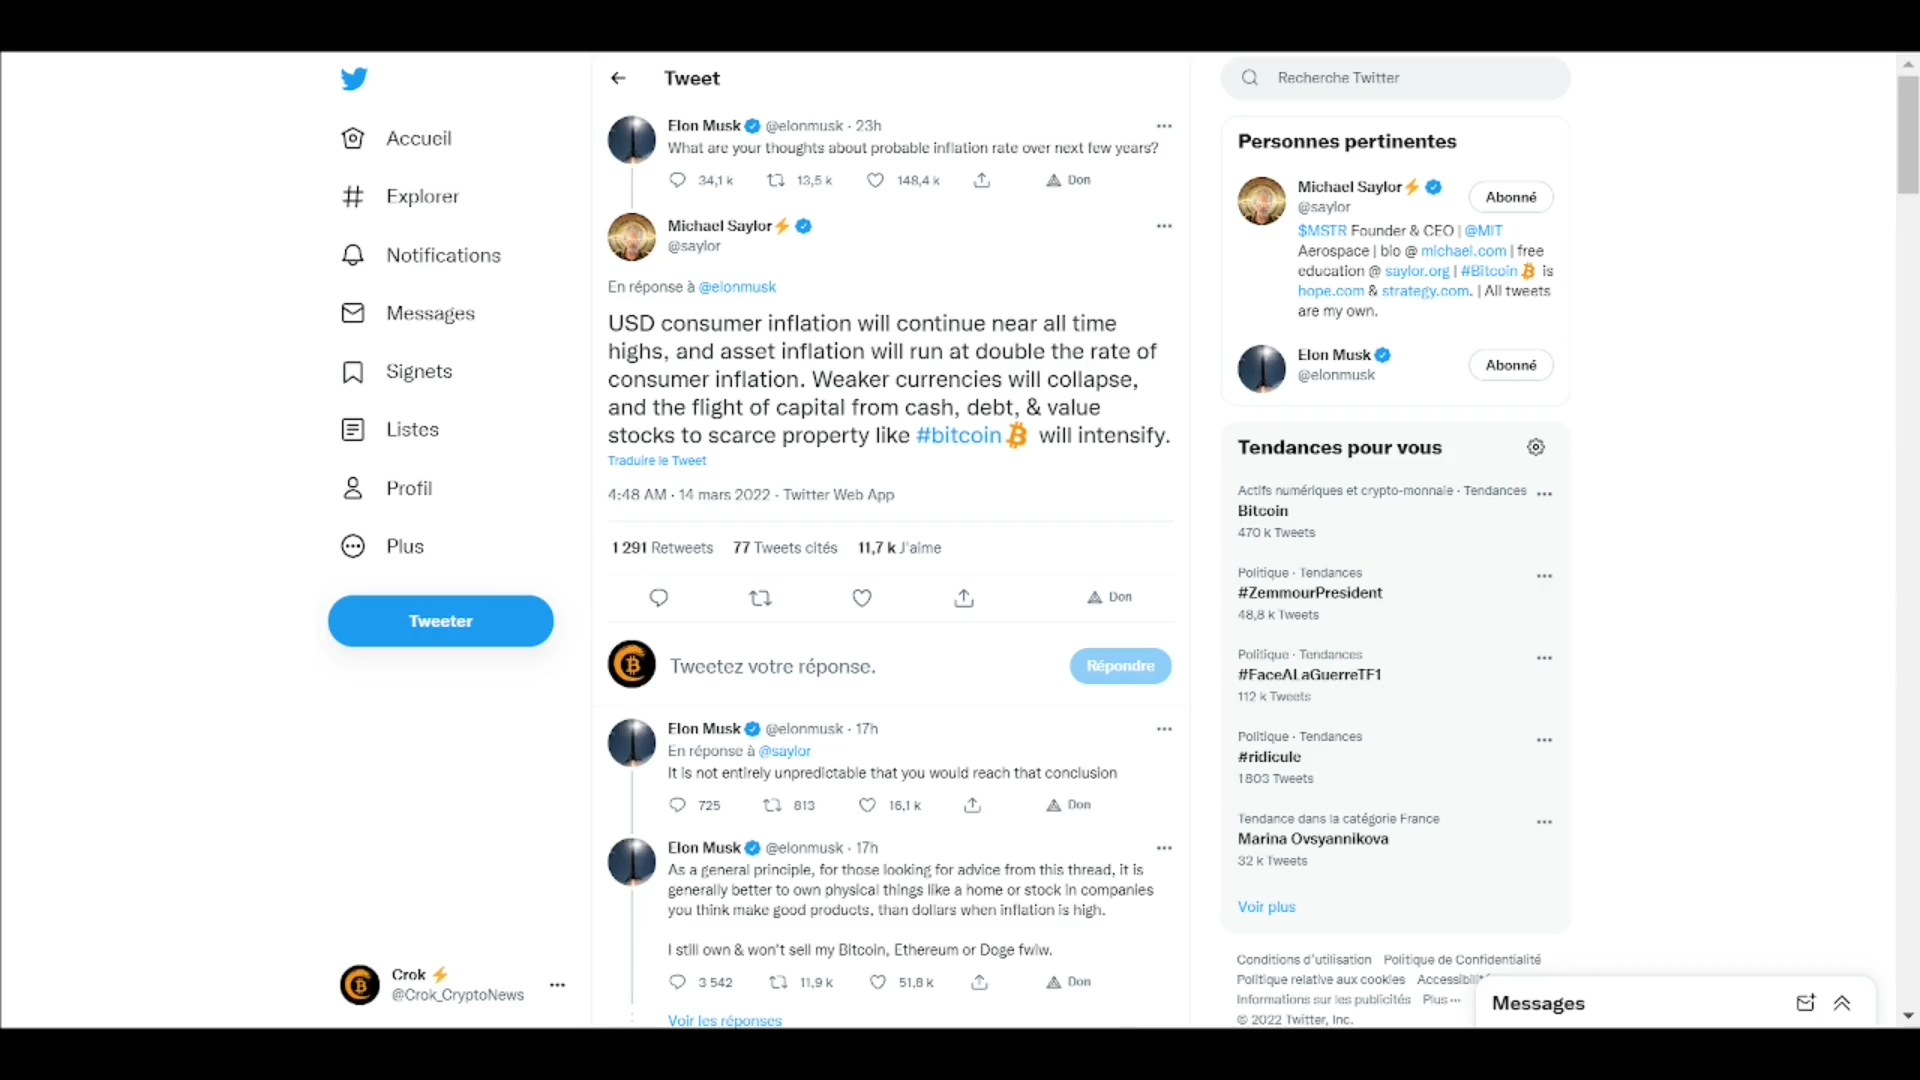 Accueil
Explorer
Notifications
Messages
Signets
Listes
Profil
Plus
Tweeter
Crok⚡
@Crok_CryptoNews
Tweet
Elon Musk @elonmusk · 23h
What are your thoughts about probable inflation rate over next few years?
34,1 k 13,5 k 148,4 k Don
Michael Saylor⚡
@saylor
En réponse à @elonmusk
USD consumer inflation will continue near all time
highs, and asset inflation will run at double the rate of
consumer inflation. Weaker currencies will collapse,
and the flight of capital from cash, debt, & value
stocks to scarce property like #bitcoin will intensify.
Traduire le Tweet
4:48 AM · 14 mars 2022 · Twitter Web App
1 291 Retweets 77 Tweets cités 11,7 k J'aime
Don
Tweetez votre réponse.
Répondre
Elon Musk @elonmusk · 17h
En réponse à @saylor
It is not entirely unpredictable that you would reach that conclusion
725 813 16,1 k Don
Elon Musk @elonmusk · 17h
As a general principle, for those looking for advice from this thread, it is
generally better to own physical things like a home or stock in companies
you think make good products, than dollars when inflation is high.
I still own & won't sell my Bitcoin, Ethereum or Doge fwiw.
3 542 11,9 k 51,8 k Don
Voir les réponses
Recherche Twitter
Personnes pertinentes
Michael Saylor⚡
@saylor
Abonné
$MSTR Founder & CEO | @MIT
Aerospace | bio @ michael.com | free
education @ saylor.org | #Bitcoin is
hope.com & strategy.com. | All tweets
are my own.
Elon Musk
@elonmusk
Abonné
Tendances pour vous
Actifs numériques et crypto-monnaie · Tendances
Bitcoin
470 k Tweets
Politique · Tendances
#ZemmourPresident
48,8 k Tweets
Politique · Tendances
#FaceALaGuerreTF1
112 k Tweets
Politique · Tendances
#ridicule
1 803 Tweets
Tendance dans la catégorie France
Marina Ovsyannikova
32 k Tweets
Voir plus
Conditions d'utilisation Politique de Confidentialité
Politique relative aux cookies
Informations sur les publicités Plus ···
© 2022 Twitter, Inc.
Messages